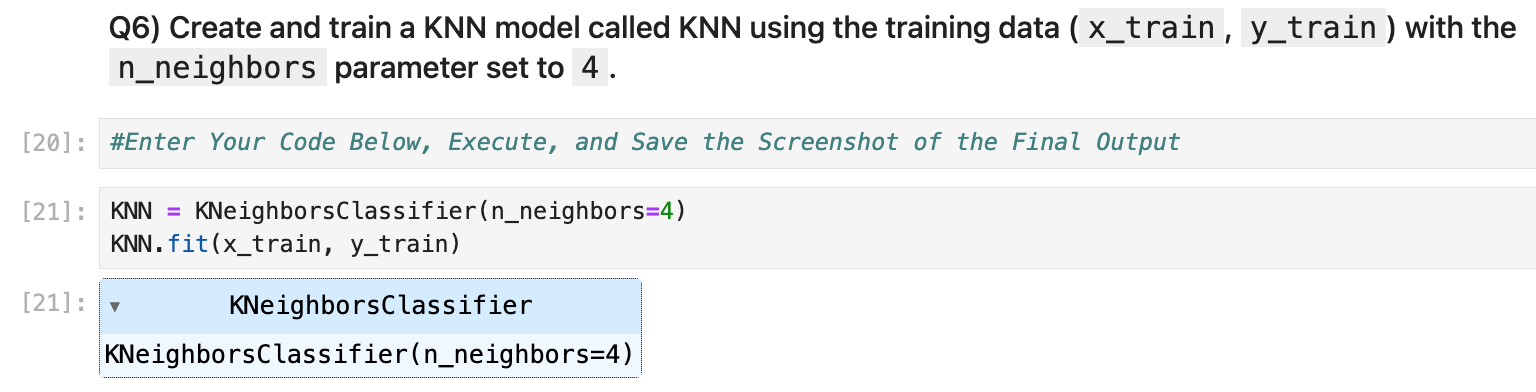 Q6) Create and train a KNN model called KNN using the training data ( x_train , y_train ) with the
n_neighbors parameter set to 4 .
[20]: #Enter Your Code Below, Execute, and Save the Screenshot of the Final Output
[21]: KNN = KNeighborsClassifier(n_neighbors=4)
KNN.fit(x_train, y_train)
[21]: ▾ KNeighborsClassifier
KNeighborsClassifier(n_neighbors=4)